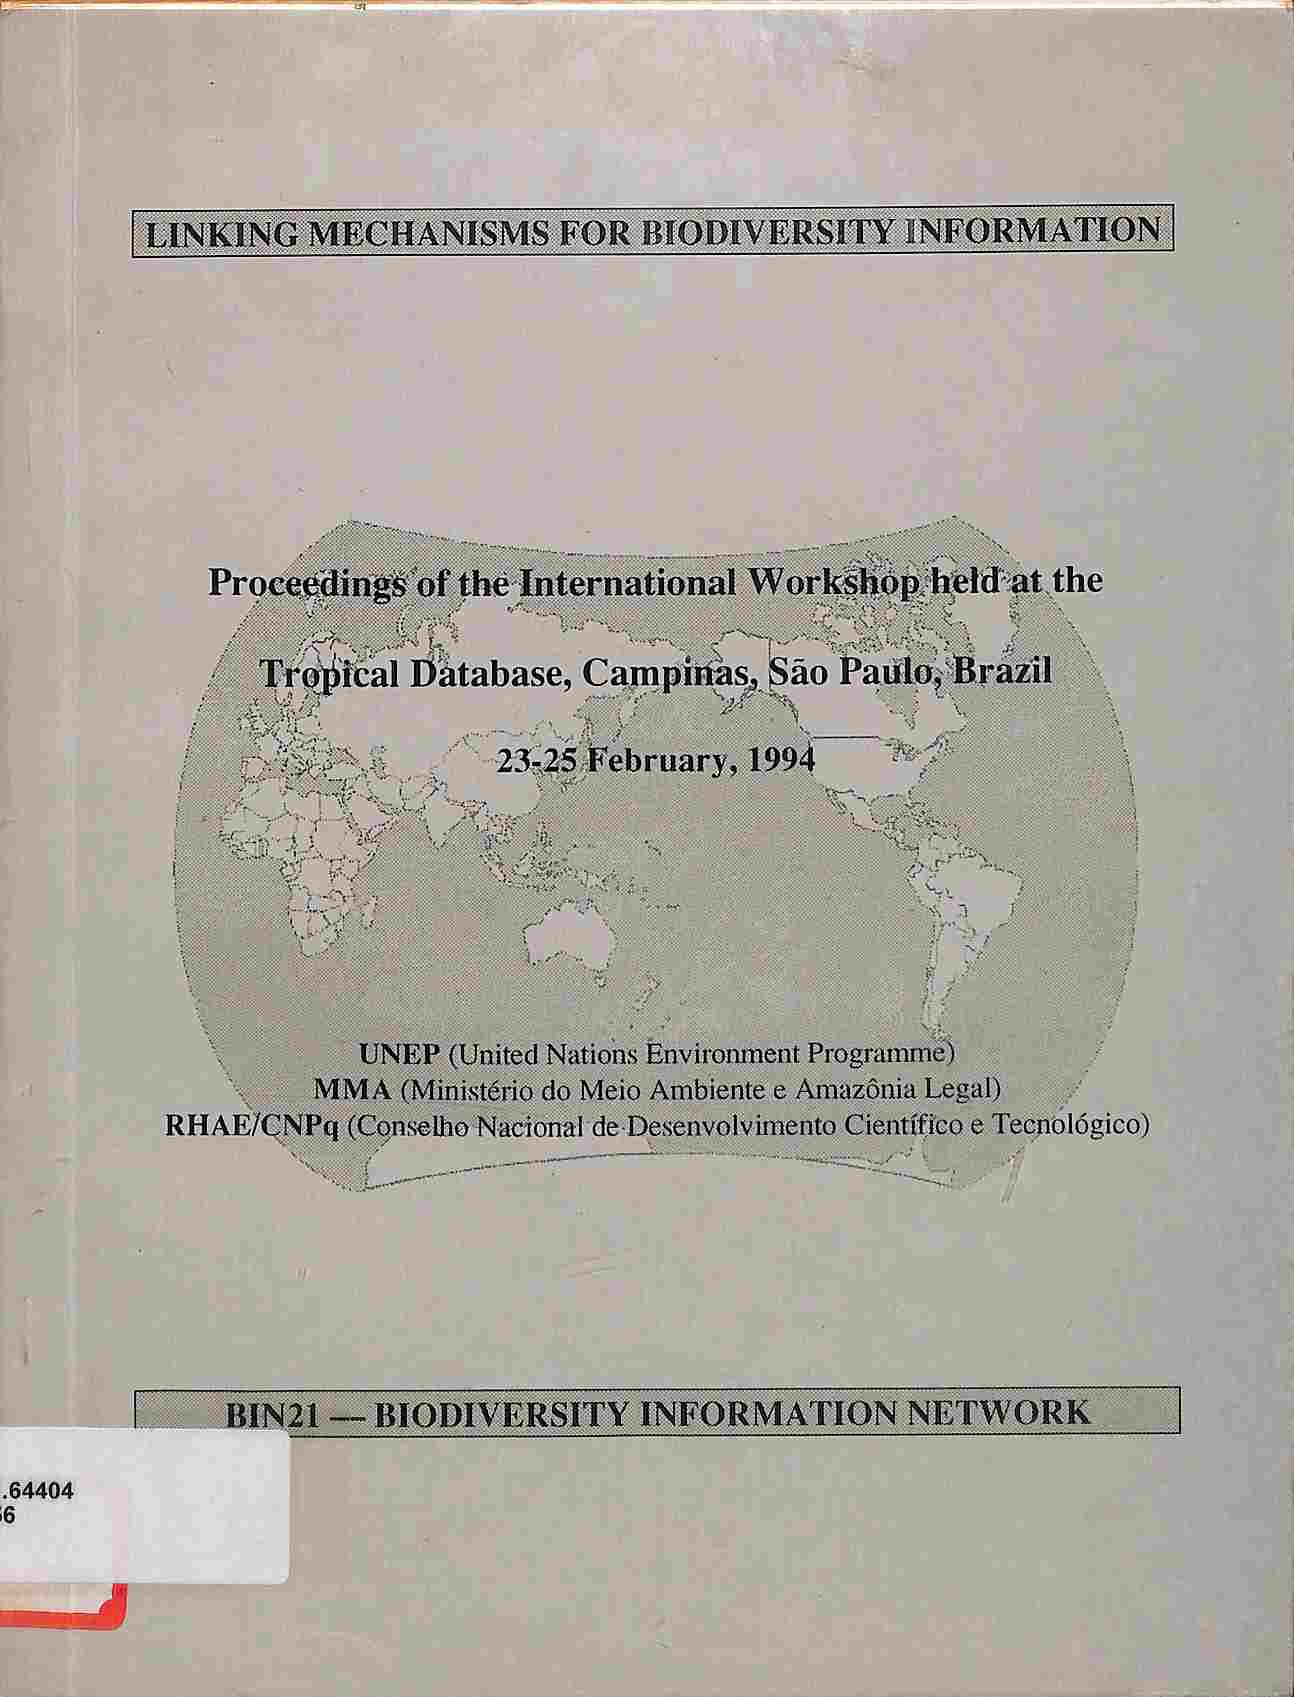 LINKING MECHANISMS FOR BIODIVERSITY INFORMATION
Proceedings of the International Workshop held at the
Tropical Database, Campinas, São Paulo, Brazil
23-25 February, 1994
UNEP (United Nations Environment Programme)
MMA (Ministério do Meio Ambiente e Amazônia Legal)
RHAE/CNPq (Conselho Nacional de Desenvolvimento Científico e Tecnológico)
BIN21 — BIODIVERSITY INFORMATION NETWORK
.64404